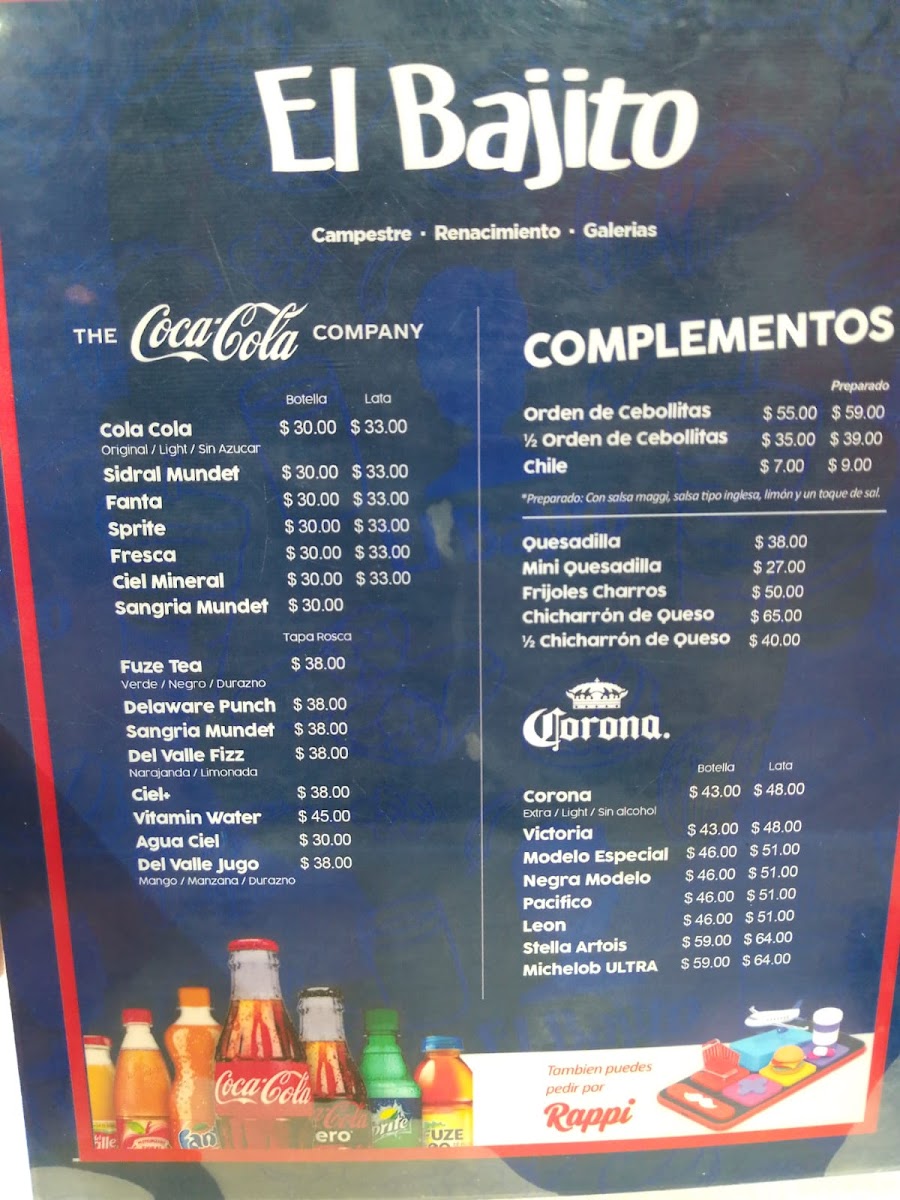 El Bajito
Campestre · Renacimiento · Galerias
THE Coca-Cola COMPANY
Botella Lata
Cola Cola $ 30.00 $ 33.00
Original / Light / Sin Azucar
Sidral Mundet $ 30.00 $ 33.00
Fanta $ 30.00 $ 33.00
Sprite $ 30.00 $ 33.00
Fresca $ 30.00 $ 33.00
Ciel Mineral $ 30.00 $ 33.00
Sangria Mundet $ 30.00
Tapa Rosca
Fuze Tea $ 38.00
Verde / Negro / Durazno
Delaware Punch $ 38.00
Sangria Mundet $ 38.00
Del Valle Fizz $ 38.00
Narajanda / Limonada
Ciel+ $ 38.00
Vitamin Water $ 45.00
Agua Ciel $ 30.00
Del Valle Jugo $ 38.00
Mango / Manzana / Durazno
COMPLEMENTOS
Preparado
Orden de Cebollitas $ 55.00 $ 59.00
½ Orden de Cebollitas $ 35.00 $ 39.00
Chile $ 7.00 $ 9.00
*Preparado: Con salsa maggi, salsa tipo inglesa, limón y un toque de sal.
Quesadilla $ 38.00
Mini Quesadilla $ 27.00
Frijoles Charros $ 50.00
Chicharrón de Queso $ 65.00
½ Chicharrón de Queso $ 40.00
Corona.
Botella Lata
Corona $ 43.00 $ 48.00
Extra / Light / Sin alcohol
Victoria $ 43.00 $ 48.00
Modelo Especial $ 46.00 $ 51.00
Negra Modelo $ 46.00 $ 51.00
Pacifico $ 46.00 $ 51.00
Leon $ 46.00 $ 51.00
Stella Artois $ 59.00 $ 64.00
Michelob ULTRA $ 59.00 $ 64.00
Coca-Cola
ero
Sprite
FUZE
Tambien puedes
pedir por
Rappi